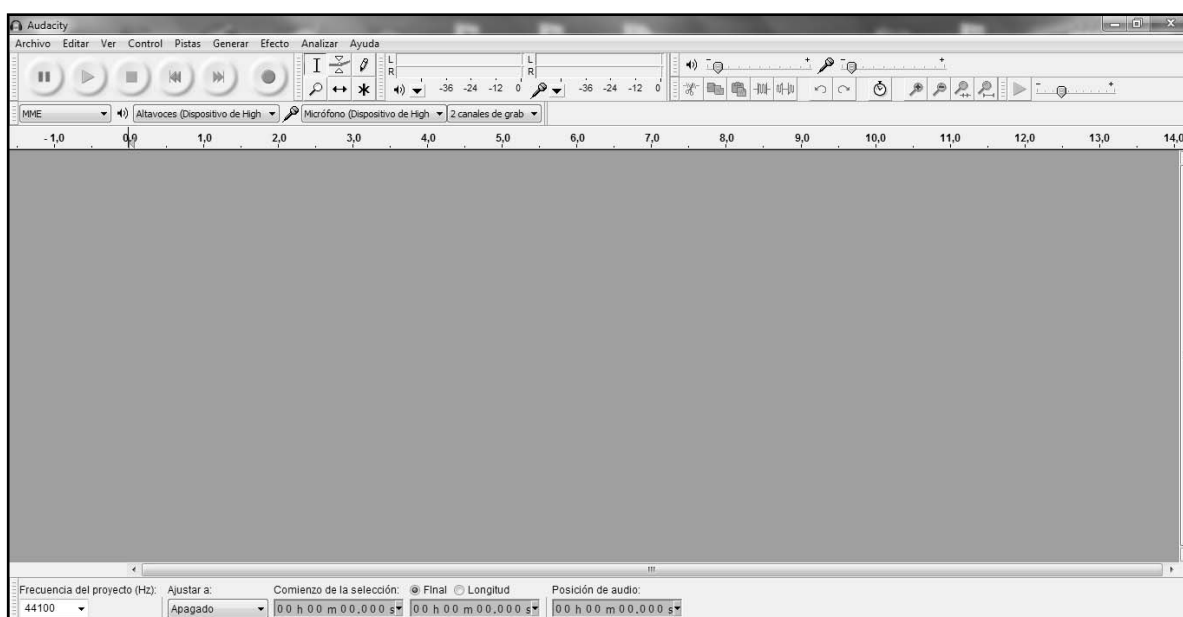 Audacity
Archivo Editar Ver Control Pistas Generar Efecto Analizar Ayuda
L L
R R
-36 -24 -12 0 -36 -24 -12 0
MME Altavoces (Dispositivo de High Micrófono (Dispositivo de High 2 canales de grab
- 1,0 0,0 1,0 2,0 3,0 4,0 5,0 6,0 7,0 8,0 9,0 10,0 11,0 12,0 13,0 14,0
Frecuencia del proyecto (Hz): Ajustar a: Comienzo de la selección: Final Longitud Posición de audio:
44100 Apagado 00 h 00 m 00,000 s 00 h 00 m 00,000 s 00 h 00 m 00,000 s